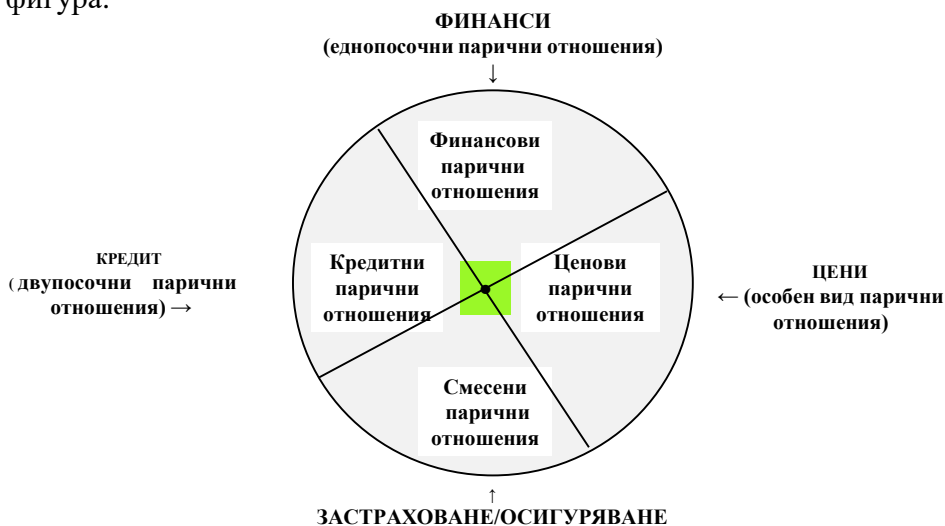 фигура.
ФИНАНСИ
(еднопосочни парични отношения)
↓
Финансови
парични
отношения
КРЕДИТ
( двупосочни парични
отношения) →
Кредитни
парични
отношения
Ценови
парични
отношения
ЦЕНИ
← (особен вид парични
отношения)
Смесени
парични
отношения
↑
ЗАСТРАХОВАНЕ/ОСИГУРЯВАНЕ